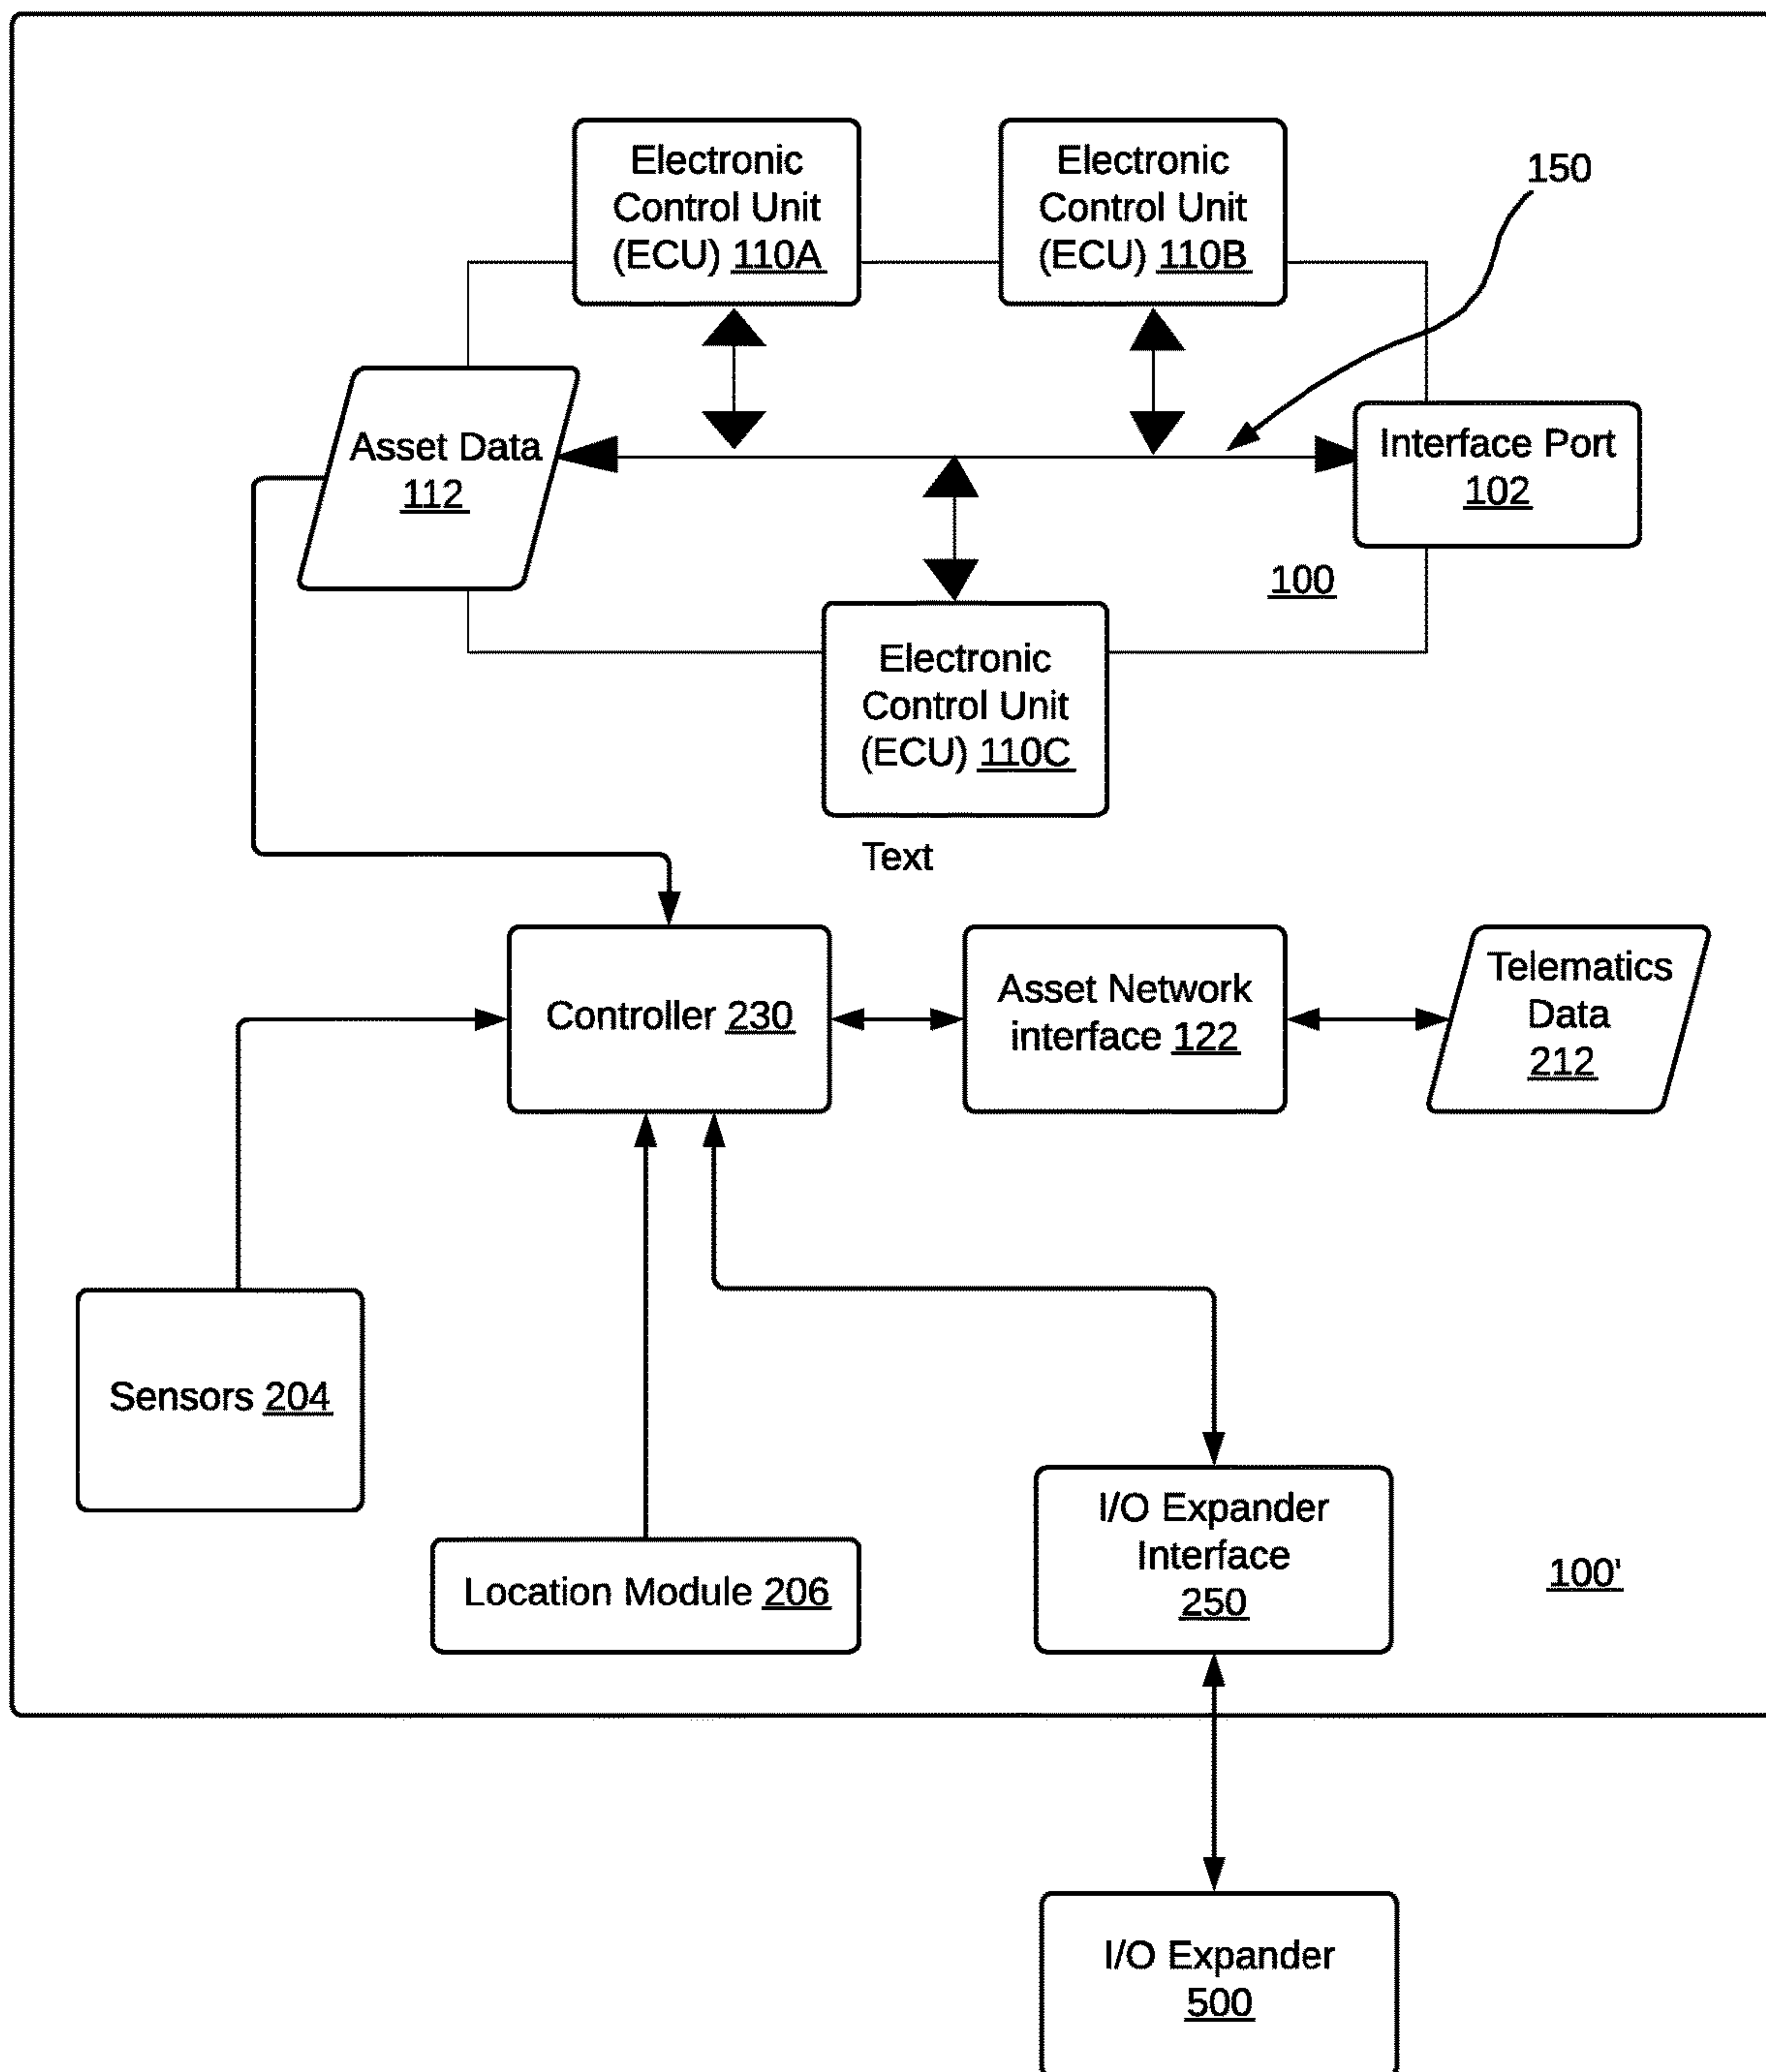 Electronic
Control Unit
(ECU) 110A
Electronic
Control Unit
(ECU) 110B
150
Asset Data
112
Interface Port
102
100
Electronic
Control Unit
(ECU) 110C
Text
Controller 230
Asset Network
interface 122
Telematics
Data
212
Sensors 204
Location Module 206
I/O Expander
Interface
250
100'
I/O Expander
500